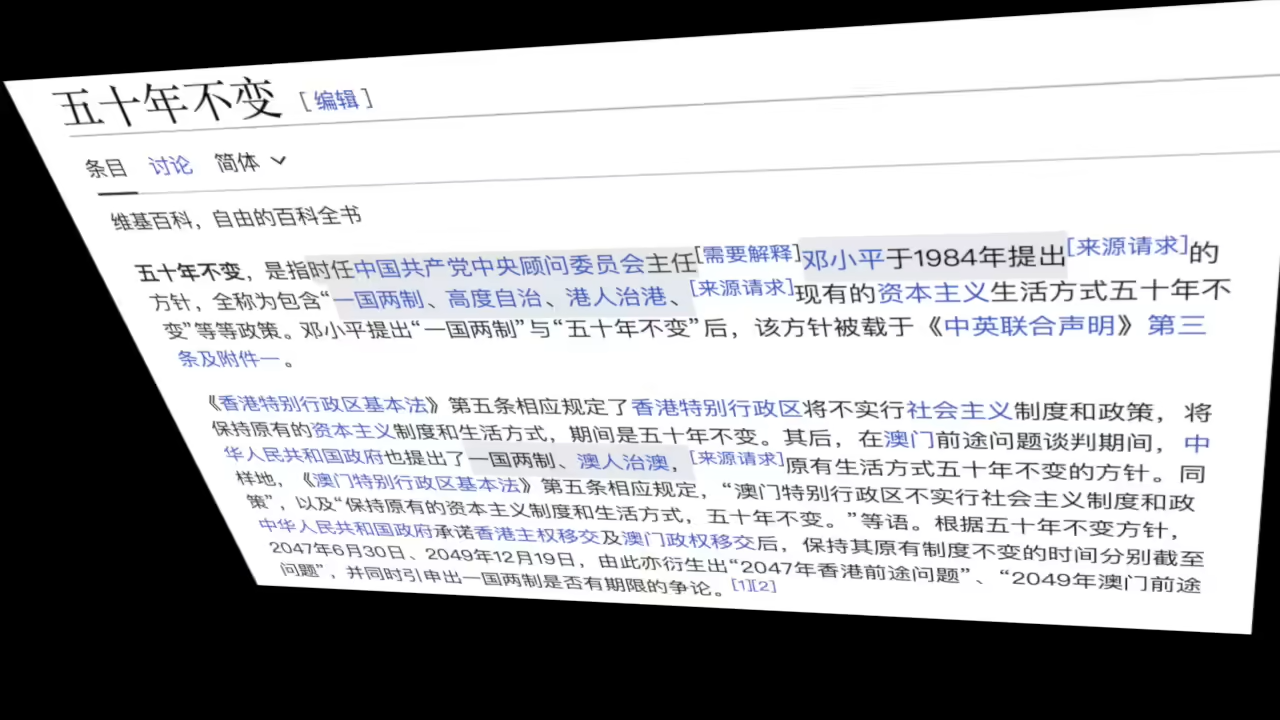 五十年不变 [编辑]
条目 讨论 简体
维基百科，自由的百科全书
五十年不变，是指时任中国共产党中央顾问委员会主任[需要解释]邓小平于1984年提出[来源请求]的
方针，全称为包含“一国两制、高度自治、港人治港、[来源请求]现有的资本主义生活方式五十年不
变”等等政策。邓小平提出“一国两制”与“五十年不变”后，该方针被载于《中英联合声明》第三
条及附件一。
《香港特别行政区基本法》第五条相应规定了香港特别行政区将不实行社会主义制度和政策，将
保持原有的资本主义制度和生活方式，期间是五十年不变。其后，在澳门前途问题谈判期间，中
华人民共和国政府也提出了一国两制、澳人治澳，[来源请求]原有生活方式五十年不变的方针。同
样地，《澳门特别行政区基本法》第五条相应规定，“澳门特别行政区不实行社会主义制度和政
策”，以及“保持原有的资本主义制度和生活方式，五十年不变。”等语。根据五十年不变方针，
中华人民共和国政府承诺香港主权移交及澳门政权移交后，保持其原有制度不变的时间分别截至
2047年6月30日、2049年12月19日，由此亦衍生出“2047年香港前途问题”、“2049年澳门前途
问题”，并同时引申出一国两制是否有期限的争论。[1][2]